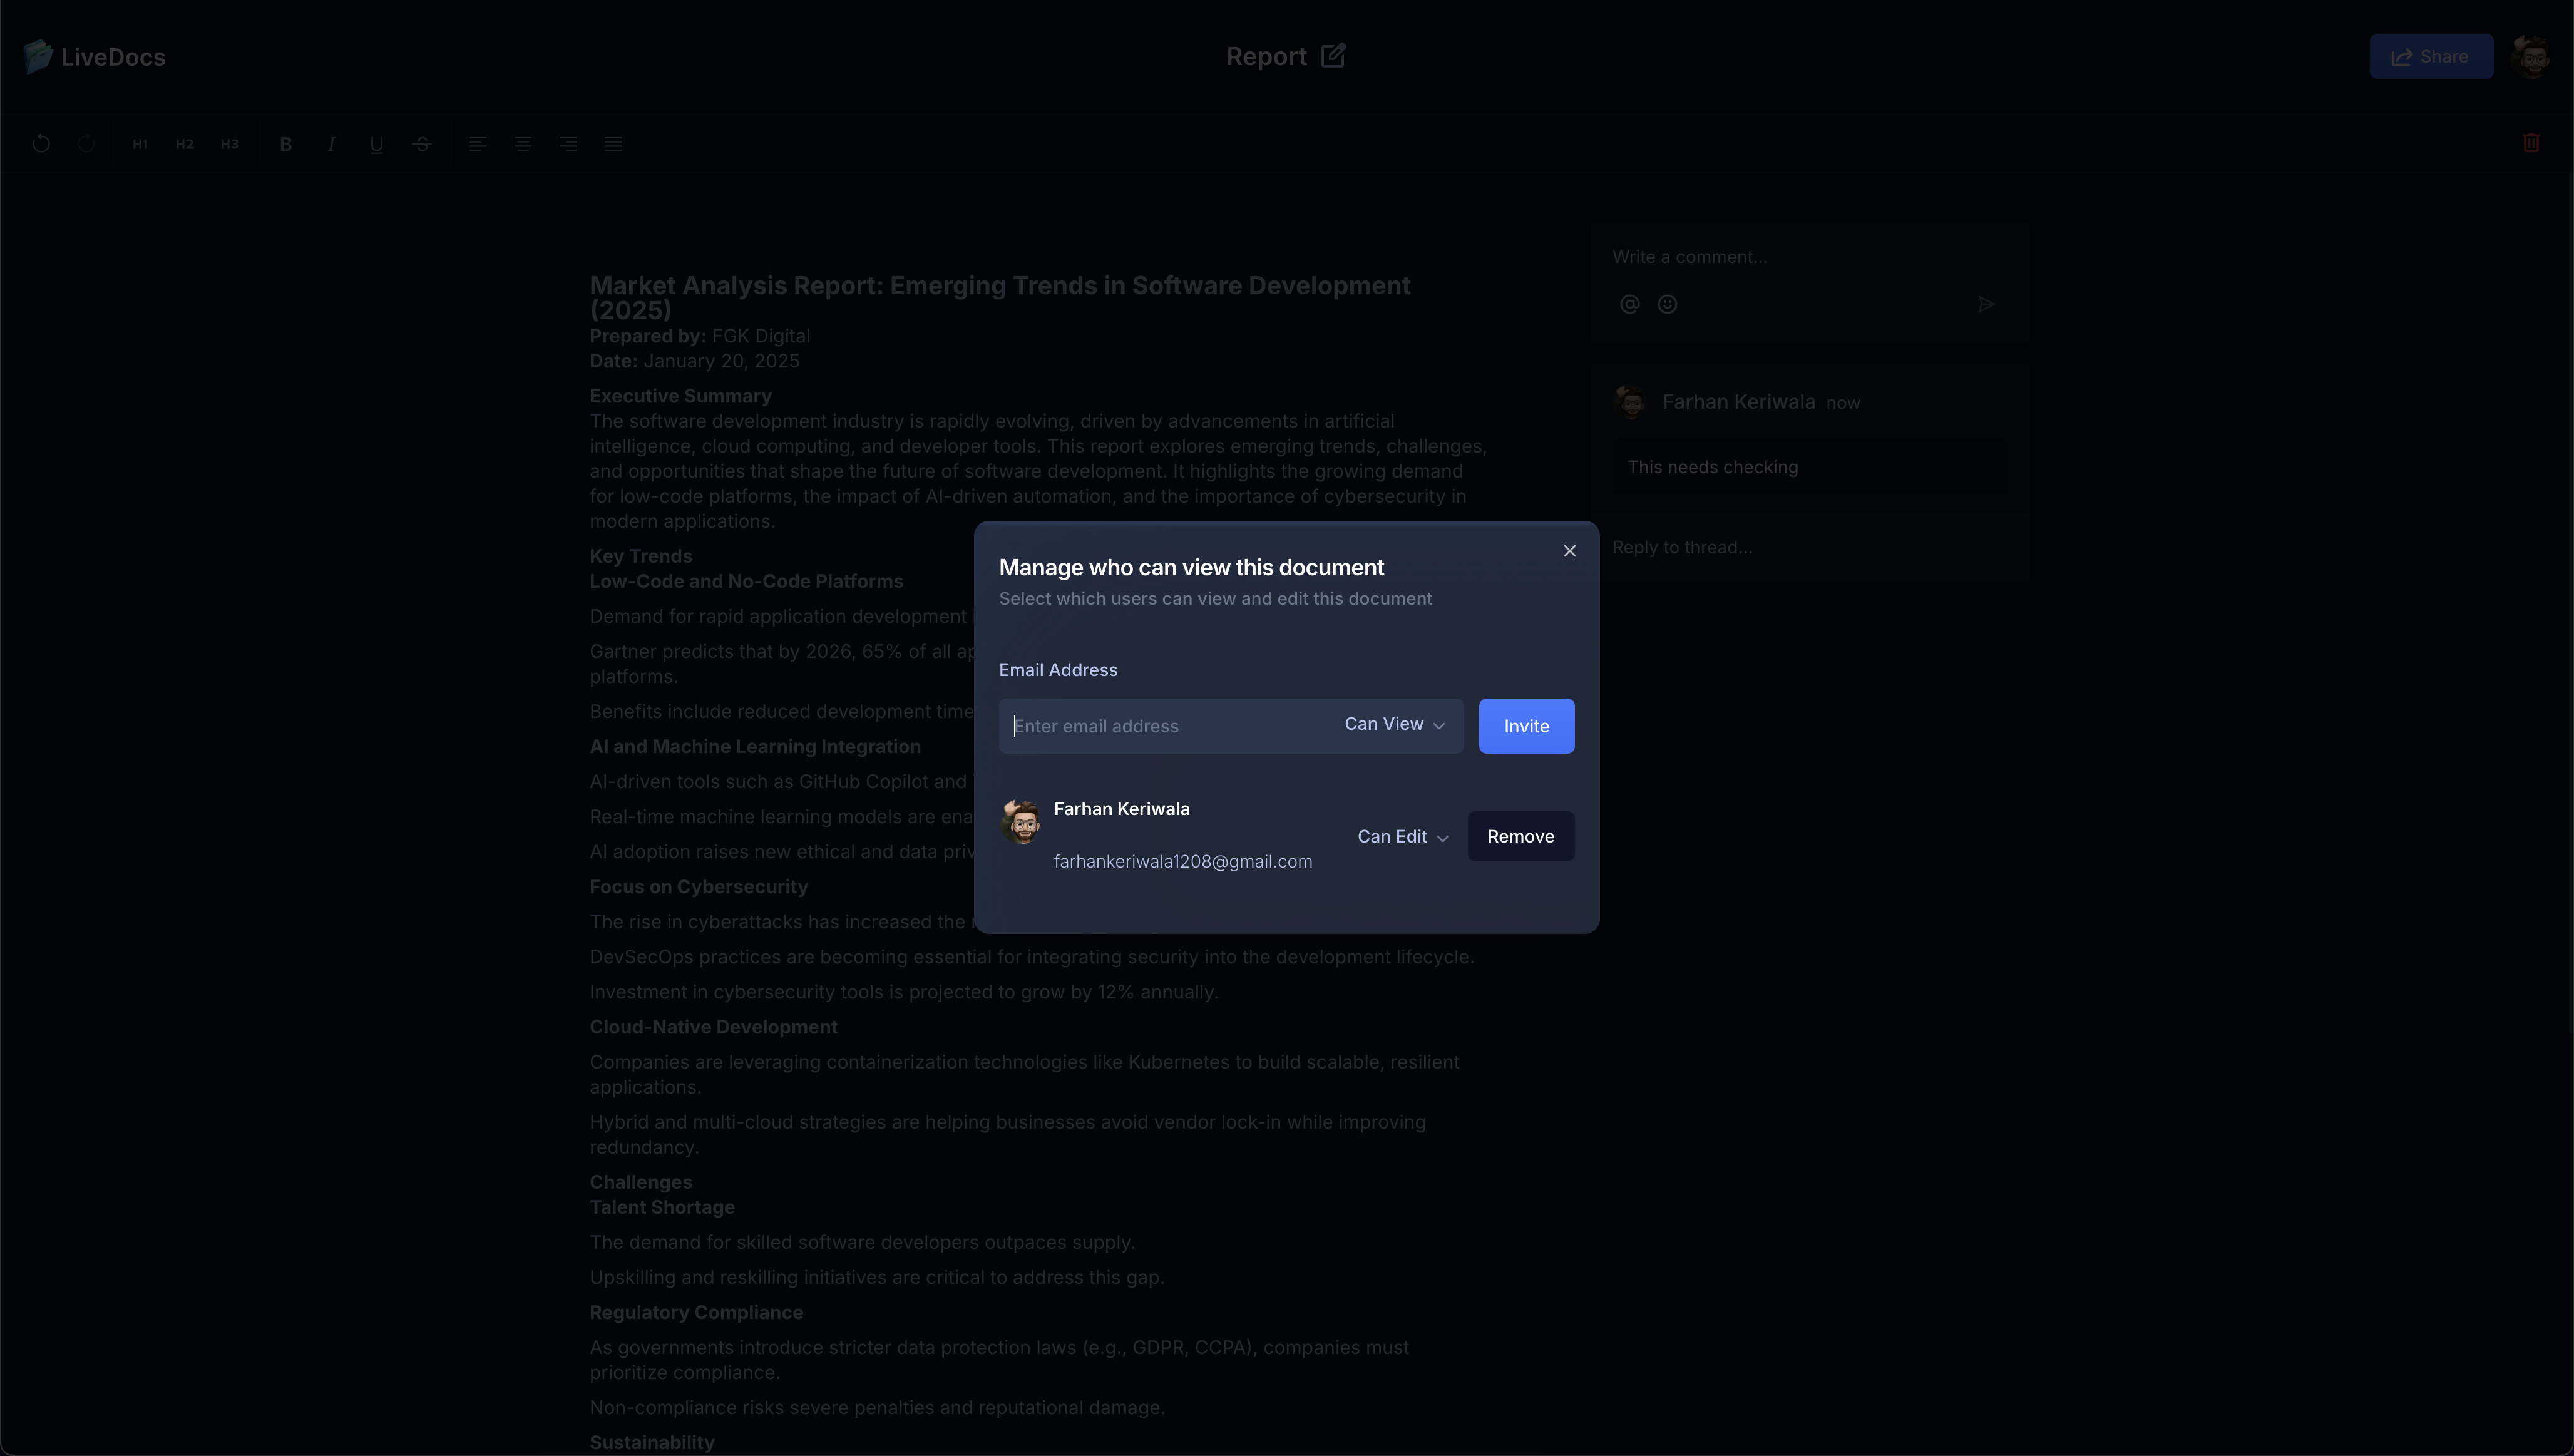 LiveDocs
Report
Share
H1 H2 H3 B I U S
Market Analysis Report: Emerging Trends in Software Development
(2025)
Prepared by: FGK Digital
Date: January 20, 2025
Executive Summary
The software development industry is rapidly evolving, driven by advancements in artificial
intelligence, cloud computing, and developer tools. This report explores emerging trends, challenges,
and opportunities that shape the future of software development. It highlights the growing demand
for low-code platforms, the impact of AI-driven automation, and the importance of cybersecurity in
modern applications.
Key Trends
Low-Code and No-Code Platforms
Demand for rapid application development
Gartner predicts that by 2026, 65% of all
platforms.
Benefits include reduced development time
AI and Machine Learning Integration
AI-driven tools such as GitHub Copilot and
Real-time machine learning models are
AI adoption raises new ethical and data
Focus on Cybersecurity
The rise in cyberattacks has increased the
DevSecOps practices are becoming essential for integrating security into the development lifecycle.
Investment in cybersecurity tools is projected to grow by 12% annually.
Cloud-Native Development
Companies are leveraging containerization technologies like Kubernetes to build scalable, resilient
applications.
Hybrid and multi-cloud strategies are helping businesses avoid vendor lock-in while improving
redundancy.
Challenges
Talent Shortage
The demand for skilled software developers outpaces supply.
Upskilling and reskilling initiatives are critical to address this gap.
Regulatory Compliance
As governments introduce stricter data protection laws (e.g., GDPR, CCPA), companies must
prioritize compliance.
Non-compliance risks severe penalties and reputational damage.
Sustainability
Write a comment...
Farhan Keriwala now
This needs checking
Reply to thread...
Manage who can view this document
Select which users can view and edit this document
Email Address
Enter email address
Can View
Invite
Farhan Keriwala
farhankeriwala1208@gmail.com
Can Edit
Remove